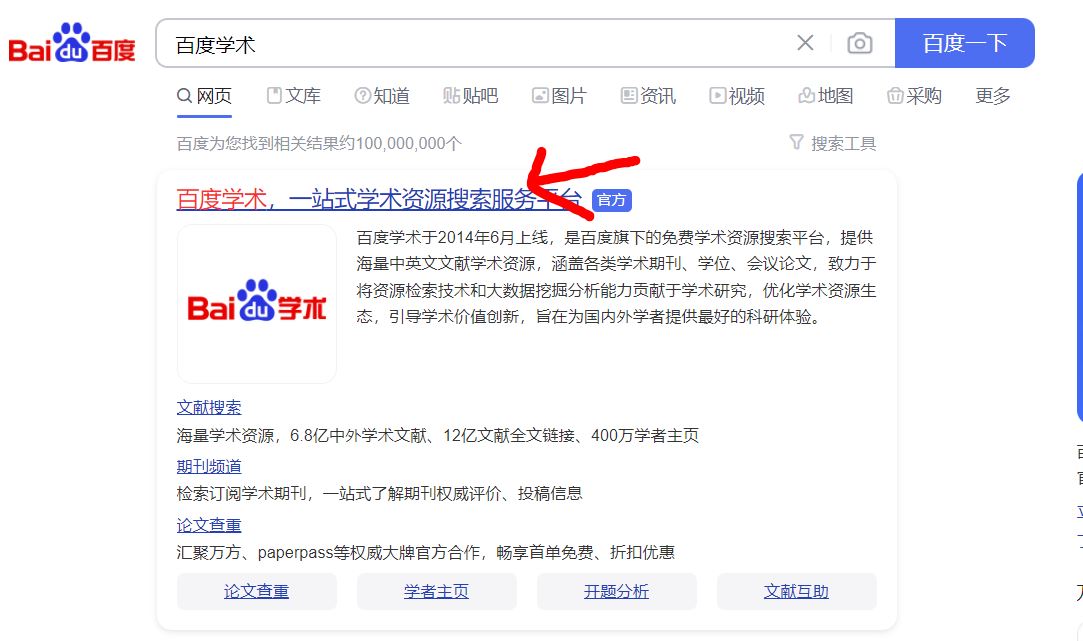 Bai du 百度
百度学术
百度一下
网页 文库 知道 贴贴吧 图片 资讯 视频 地图 采购 更多
百度为您找到相关结果约100,000,000个
搜索工具
百度学术，一站式学术资源搜索服务平台 官方
百度学术于2014年6月上线，是百度旗下的免费学术资源搜索平台，提供
海量中英文文献学术资源，涵盖各类学术期刊、学位、会议论文，致力于
将资源检索技术和大数据挖掘分析能力贡献于学术研究，优化学术资源生
态，引导学术价值创新，旨在为国内外学者提供最好的科研体验。
Bai du 学术
文献搜索
海量学术资源，6.8亿中外学术文献、12亿文献全文链接、400万学者主页
期刊频道
检索订阅学术期刊，一站式了解期刊权威评价、投稿信息
论文查重
汇聚万方、paperpass等权威大牌官方合作，畅享首单免费、折扣优惠
论文查重 学者主页 开题分析 文献互助